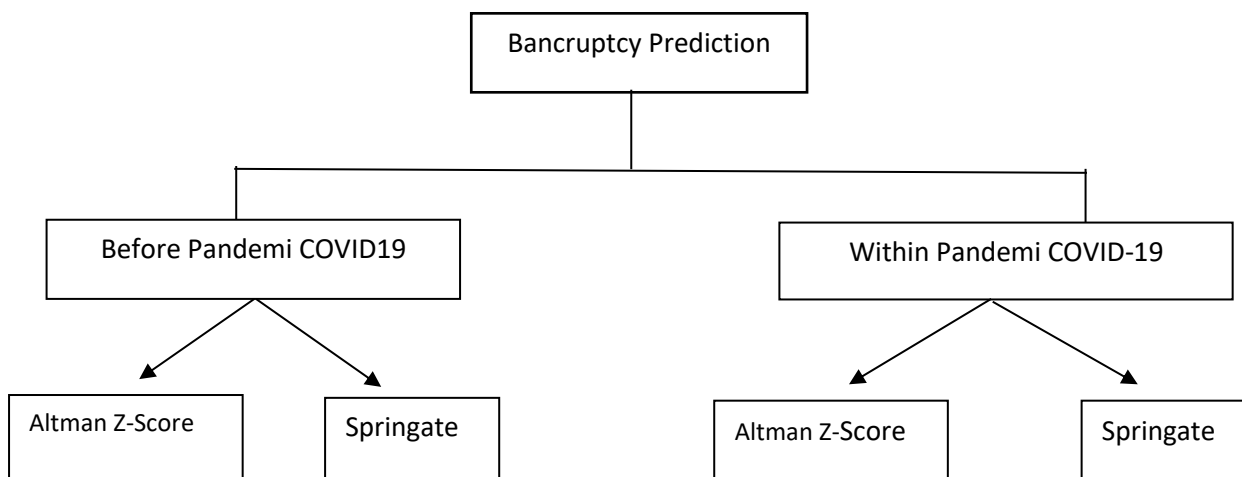 Bancruptcy Prediction
Before Pandemi COVID19
Within Pandemi COVID-19
Altman Z-Score
Springate
Altman Z-Score
Springate